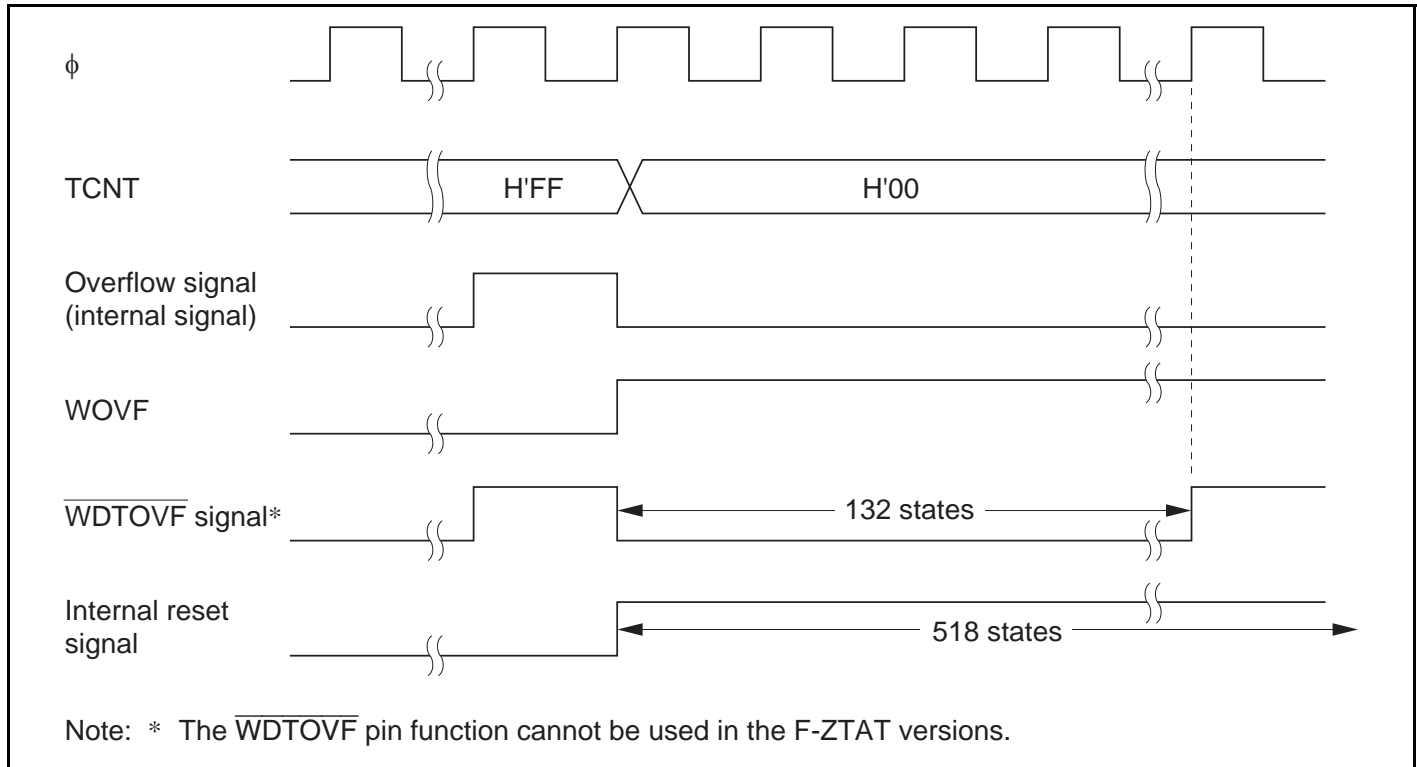 ϕ
TCNT
H'FF
H'00
Overflow signal
(internal signal)
WOVF
WDTOVF signal*
132 states
Internal reset
signal
518 states
Note: * The WDTOVF pin function cannot be used in the F-ZTAT versions.